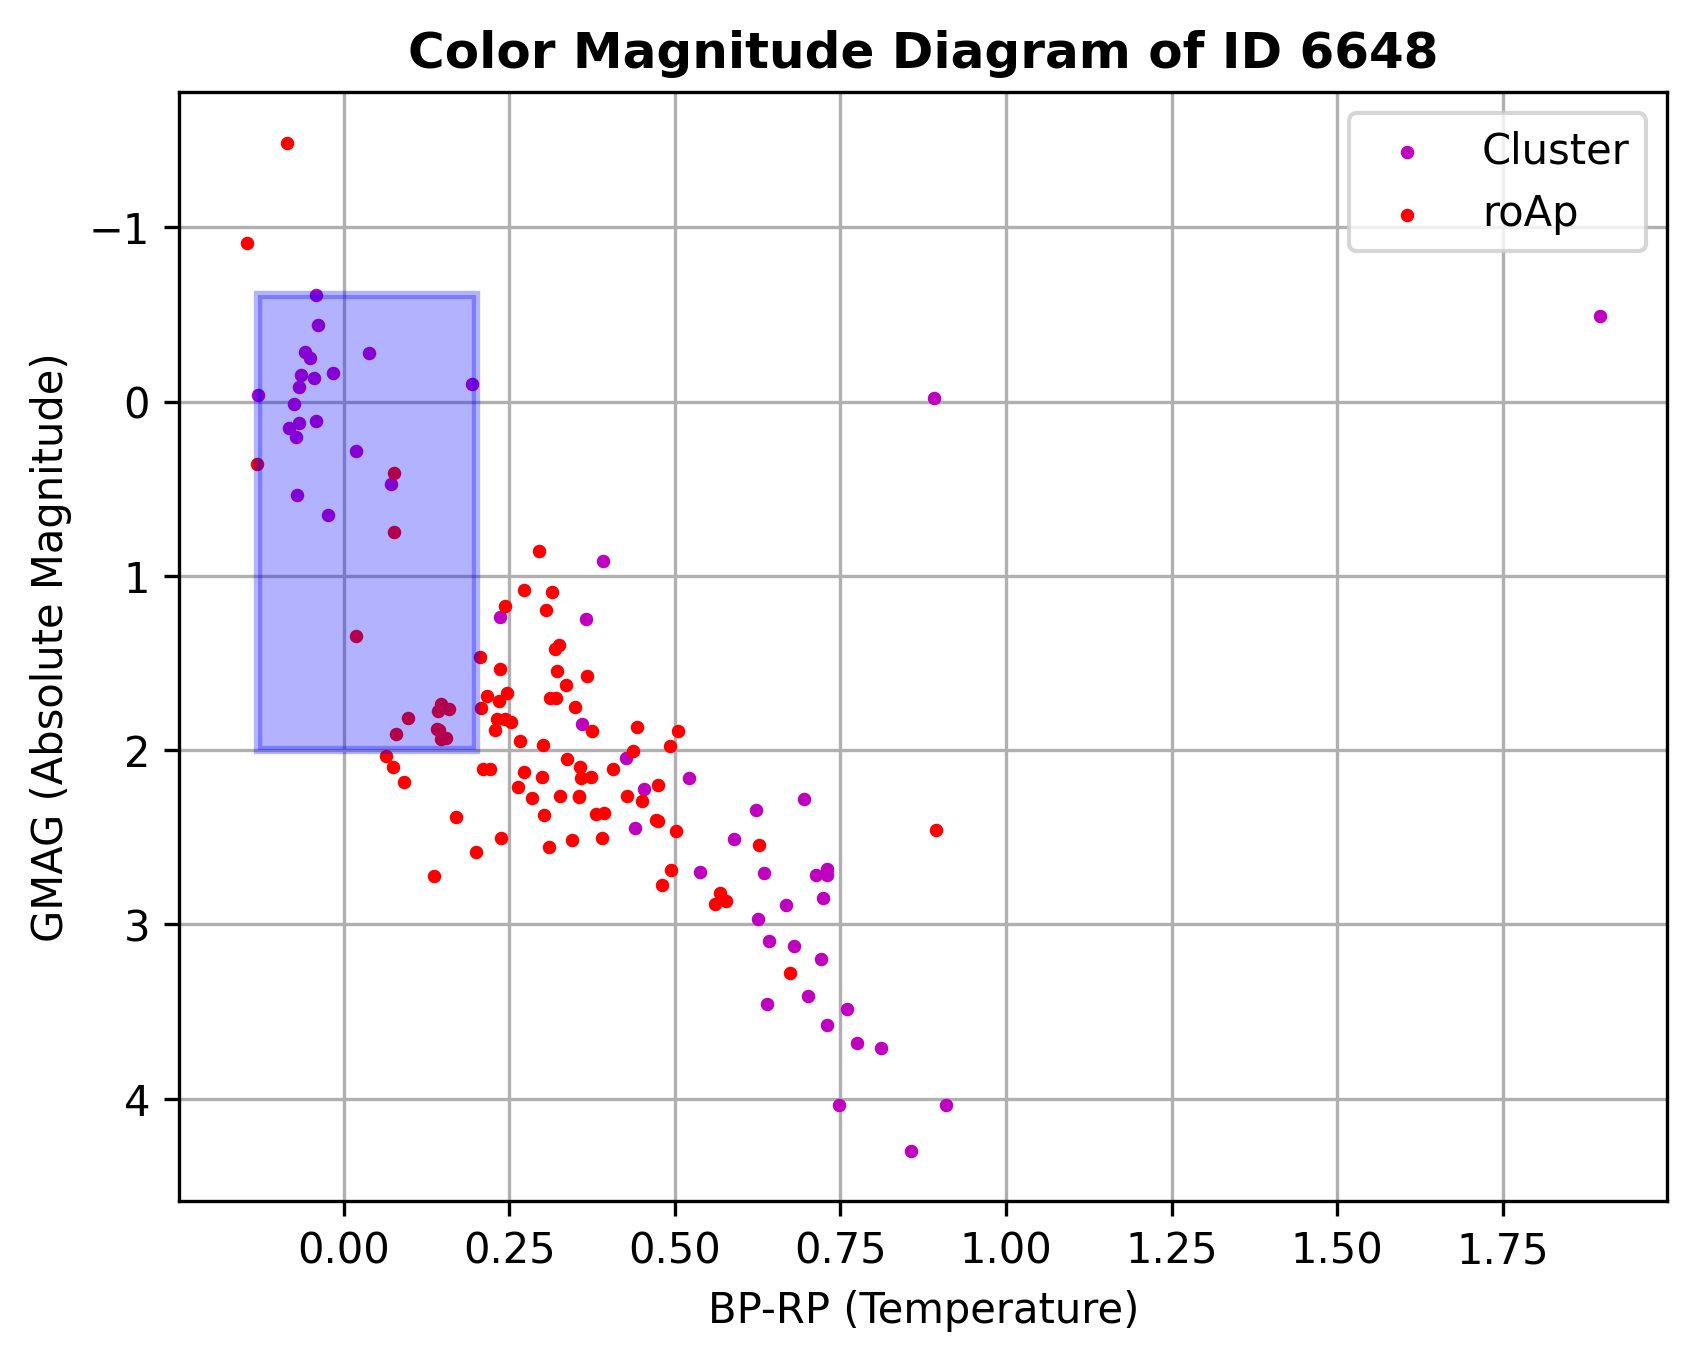 Color Magnitude Diagram of ID 6648
Cluster
roAp
−1
0
1
2
3
4
GMAG (Absolute Magnitude)
0.00 0.25 0.50 0.75 1.00 1.25 1.50 1.75
BP-RP (Temperature)